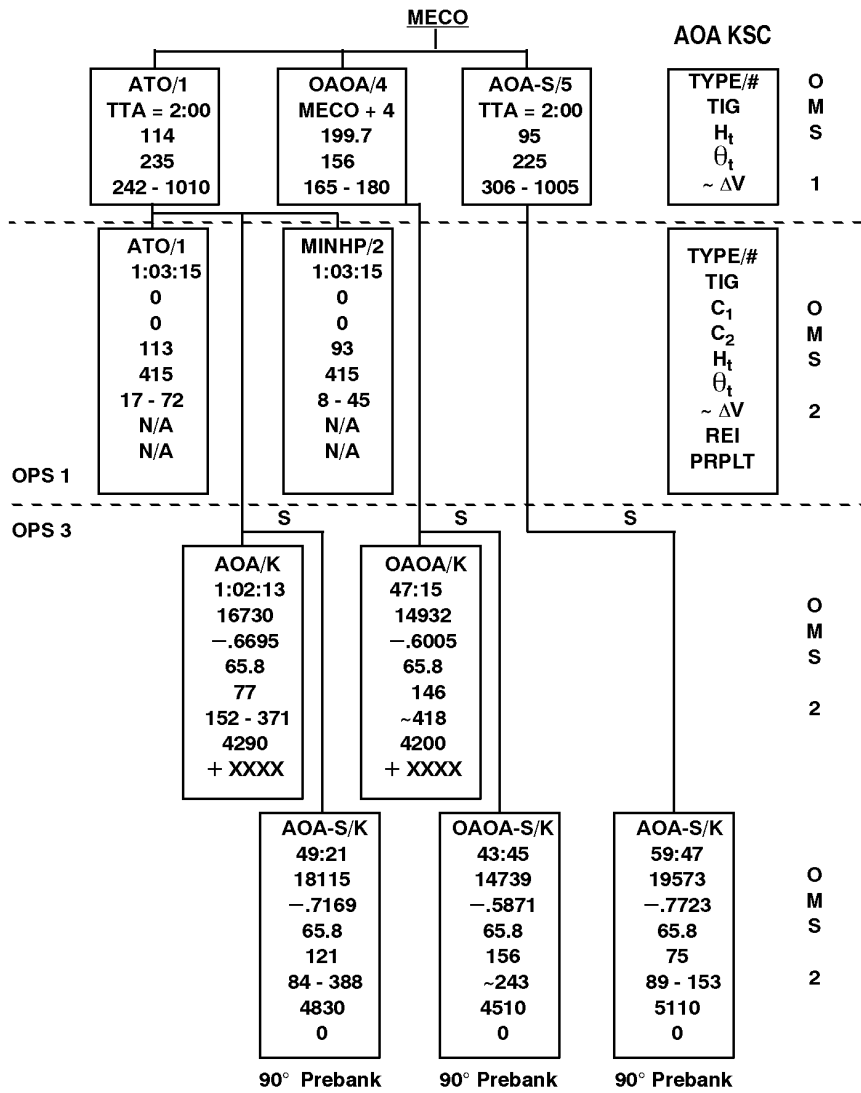 MECO
AOA KSC
ATO/1
TTA = 2:00
114
235
242 - 1010
OAOA/4
MECO + 4
199.7
156
165 - 180
AOA-S/5
TTA = 2:00
95
225
306 - 1005
TYPE/#
TIG
Ht
θt
~ ΔV
O
M
S
1
ATO/1
1:03:15
0
0
113
415
17 - 72
N/A
N/A
MINHP/2
1:03:15
0
0
93
415
8 - 45
N/A
N/A
TYPE/#
TIG
C1
C2
Ht
θt
~ ΔV
REI
PRPLT
O
M
S
2
OPS 1
OPS 3
S
S
S
AOA/K
1:02:13
16730
−.6695
65.8
77
152 - 371
4290
+ XXXX
OAOA/K
47:15
14932
−.6005
65.8
146
~418
4200
+ XXXX
O
M
S
2
AOA-S/K
49:21
18115
−.7169
65.8
121
84 - 388
4830
0
90° Prebank
OAOA-S/K
43:45
14739
−.5871
65.8
156
~243
4510
0
90° Prebank
AOA-S/K
59:47
19573
−.7723
65.8
75
89 - 153
5110
0
90° Prebank
O
M
S
2